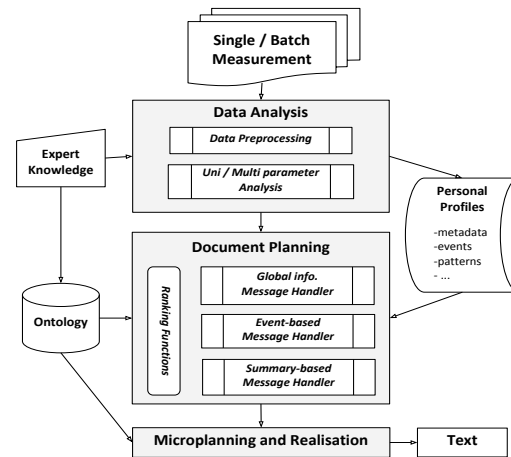 Single / Batch
Measurement
Data Analysis
Data Preprocessing
Uni / Multi parameter
Analysis
Expert
Knowledge
Personal
Profiles
-metadata
-events
-patterns
- ...
Document Planning
Ranking Functions
Global info.
Message Handler
Event-based
Message Handler
Summary-based
Message Handler
Ontology
Microplanning and Realisation
Text